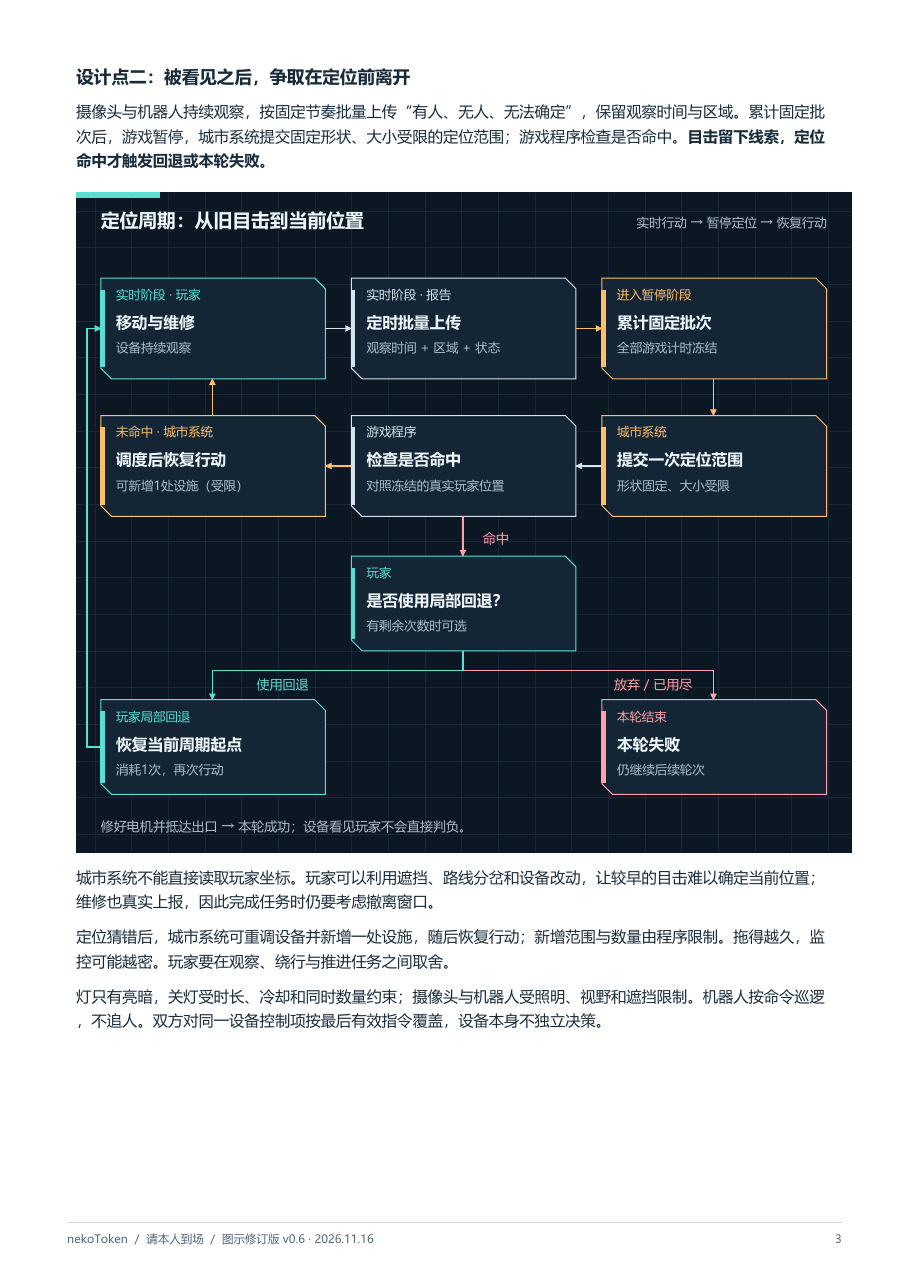 设计点二：被看见之后，争取在定位前离开
摄像头与机器人持续观察，按固定节奏批量上传“有人、无人、无法确定”，保留观察时间与区域。累计固定批
次后，游戏暂停，城市系统提交固定形状、大小受限的定位范围；游戏程序检查是否命中。目击留下线索，定位
命中才触发回退或本轮失败。
定位周期：从旧目击到当前位置
实时行动 → 暂停定位 → 恢复行动
实时阶段 · 玩家
移动与维修
设备持续观察
实时阶段 · 报告
定时批量上传
观察时间 + 区域 + 状态
进入暂停阶段
累计固定批次
全部游戏计时冻结
未命中 · 城市系统
调度后恢复行动
可新增1处设施（受限）
游戏程序
检查是否命中
对照冻结的真实玩家位置
城市系统
提交一次定位范围
形状固定、大小受限
命中
玩家
是否使用局部回退？
有剩余次数时可选
使用回退
放弃 / 已用尽
玩家局部回退
恢复当前周期起点
消耗1次，再次行动
本轮结束
本轮失败
仍继续后续轮次
修好电机并抵达出口 → 本轮成功；设备看见玩家不会直接判负。
城市系统不能直接读取玩家坐标。玩家可以利用遮挡、路线分岔和设备改动，让较早的目击难以确定当前位置；
维修也真实上报，因此完成任务时仍要考虑撤离窗口。
定位猜错后，城市系统可重调设备并新增一处设施，随后恢复行动；新增范围与数量由程序限制。拖得越久，监
控可能越密。玩家要在观察、绕行与推进任务之间取舍。
灯只有亮暗，关灯受时长、冷却和同时数量约束；摄像头与机器人受照明、视野和遮挡限制。机器人按命令巡逻
，不追人。双方对同一设备控制项按最后有效指令覆盖，设备本身不独立决策。
nekoToken / 请本人到场 / 图示修订版 v0.6 · 2026.11.16
3